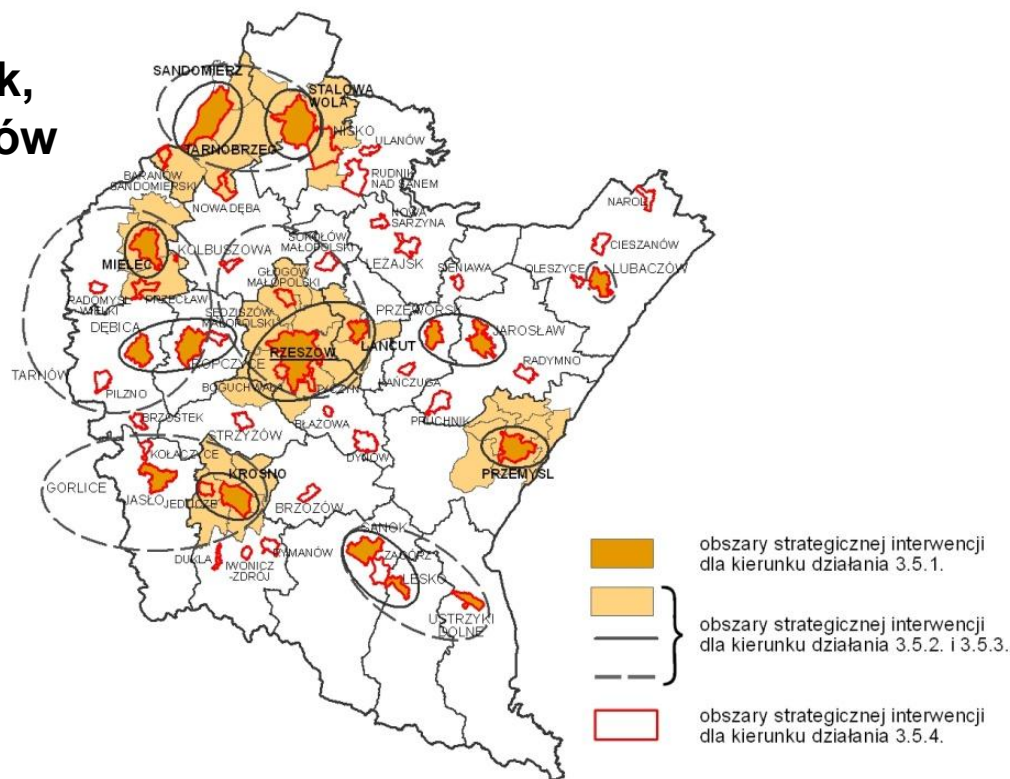 k,
ów
SANDOMIERZ
STALOWA
WOLA
NISKO
ULANÓW
TARNOBRZEG
RUDNIK
NAD SANEM
BARANÓW
SANDOMIERSKI
NOWA DĘBA
NAROL
NOWA
SARZYNA
CIESZANÓW
KOLBUSZOWA
SOKOŁÓW
MAŁOPOLSKI
LEŻAJSK
MIELEC
GŁOGÓW
MAŁOPOLSKI
SIENIAWA
OLESZYCE
LUBACZÓW
RADOMYŚL
WIELKI
PRZECŁAW
SĘDZISZÓW
MAŁOPOLSKI
PRZEWORSK
DĘBICA
JAROSŁAW
RZESZÓW
ŁAŃCUT
ROPCZYCE
TARNÓW
RADYMNO
KAŃCZUGA
PILZNO
BOGUCHWAŁA
TYCZYN
BRZOSTEK
BŁAŻOWA
PRUCHNIK
STRZYŻÓW
DYNÓW
KOŁACZYCE
PRZEMYŚL
KROSNO
GORLICE
JASŁO
JEDLICZE
BRZOZÓW
SANOK
RYMANÓW
DUKLA
IWONICZ
-ZDRÓJ
ZAGÓRZ
LESKO
USTRZYKI
DOLNE
obszary strategicznej interwencji
dla kierunku działania 3.5.1.
obszary strategicznej interwencji
dla kierunku działania 3.5.2. i 3.5.3.
obszary strategicznej interwencji
dla kierunku działania 3.5.4.